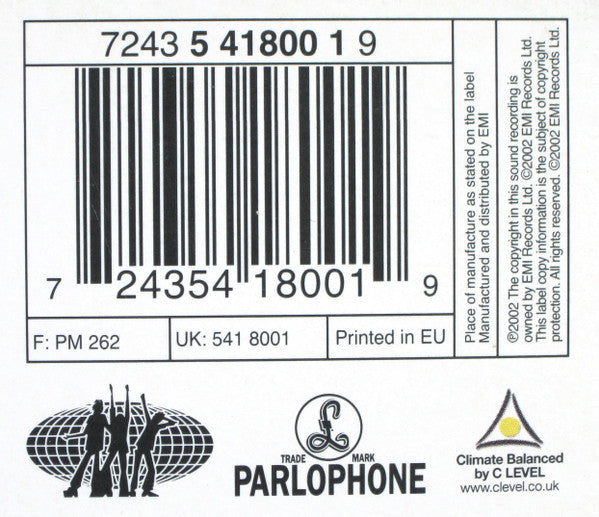 7243 5 41800 1 9
7 24354 18001 9
F: PM 262
UK: 541 8001
Printed in EU
Place of manufacture as stated on the label
Manufactured and distributed by EMI
℗2002 The copyright in this sound recording is
owned by EMI Records Ltd. ©2002 EMI Records Ltd.
This label copy information is the subject of copyright
protection. All rights reserved. ©2002 EMI Records Ltd.
£
TRADE MARK
PARLOPHONE
Climate Balanced
by C LEVEL
www.clevel.co.uk